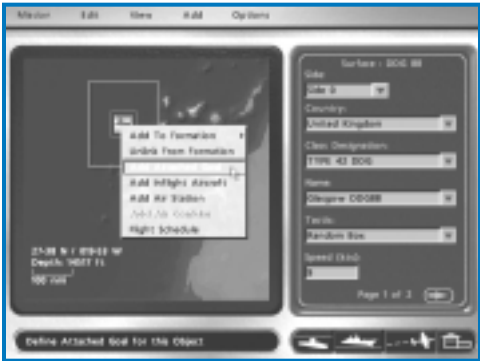 Mission Edit View Add Options
Surface : DDG 88
Side:
Side 0
Country:
United Kingdom
Class Designation:
TYPE 42 DDG
Name:
Glasgow DDG88
Tactic:
Random Box
Speed (kts):
Page 1 of 3
Add To Formation
Unlink From Formation
Add Inflight Aircraft
Add Air Station
Flight Schedule
Depth: 14517 ft
100 nm
Define Attached Goal for this Object